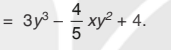 = 3y³ − 4/5 xy² + 4.